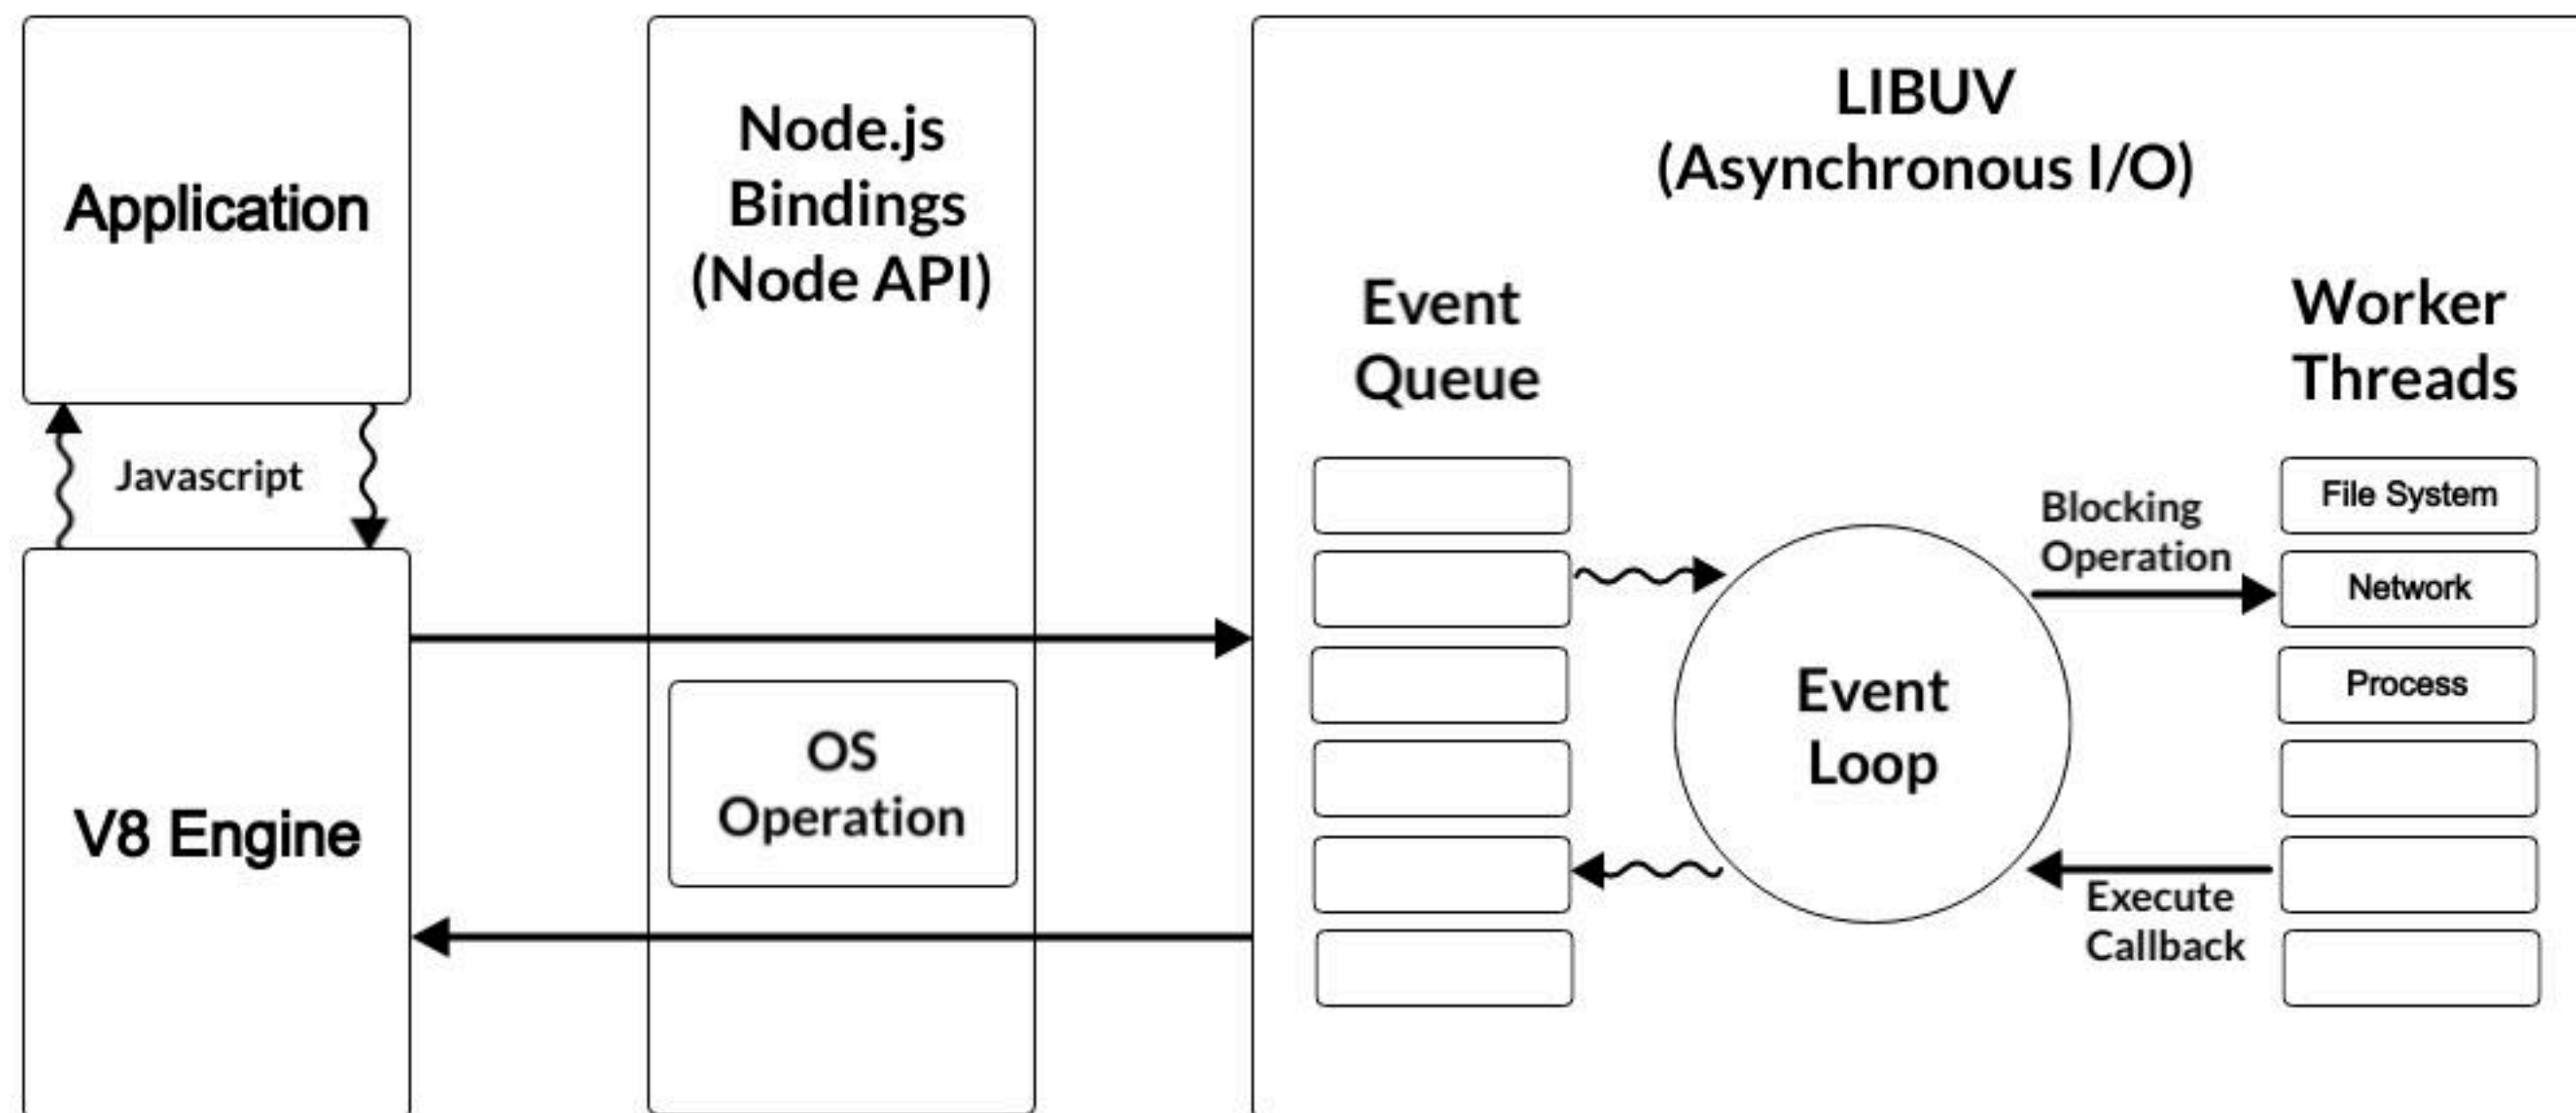 Application
Javascript
V8 Engine
Node.js
Bindings
(Node API)
OS
Operation
LIBUV
(Asynchronous I/O)
Event
Queue
Event
Loop
Blocking
Operation
Execute
Callback
Worker
Threads
File System
Network
Process